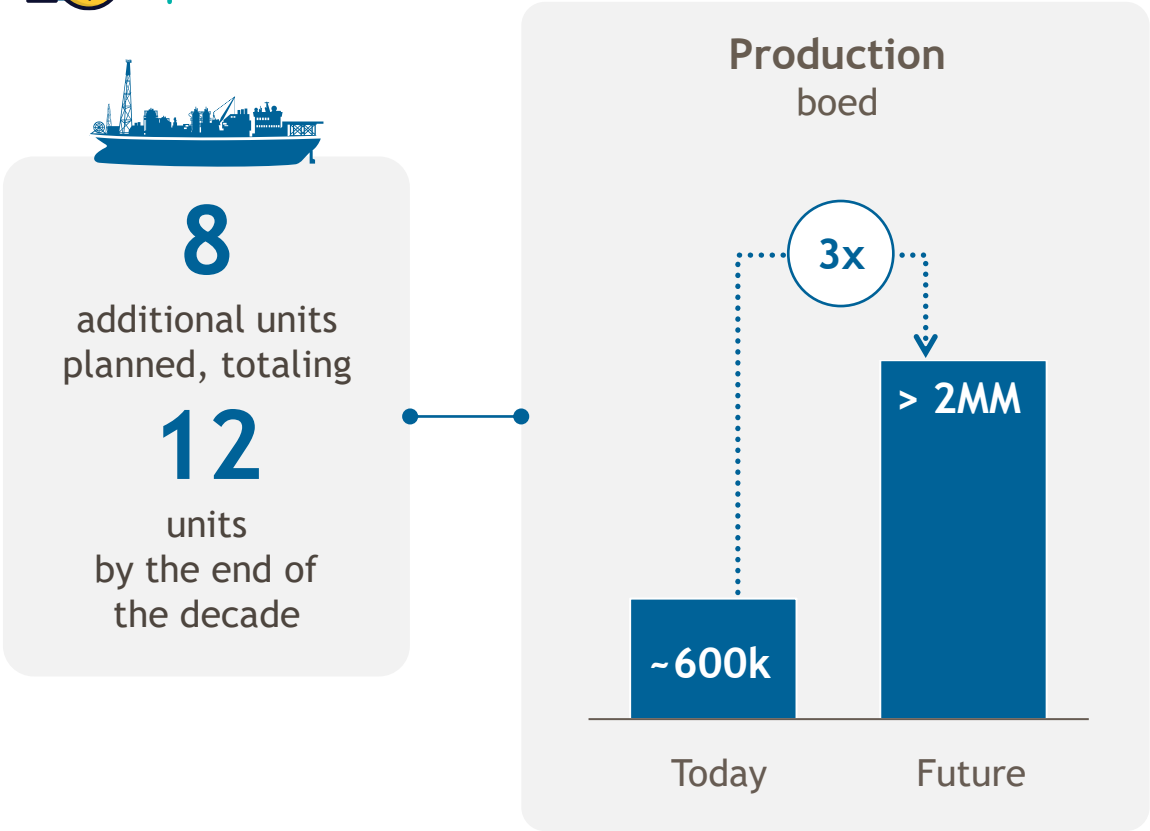 8
additional units
planned, totaling
12
units
by the end of
the decade
Production
boed
3x
> 2MM
~600k
Today
Future